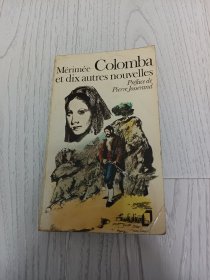 Mérimée Colomba
et dix autres nouvelles
Préface de
Pierre Josserand